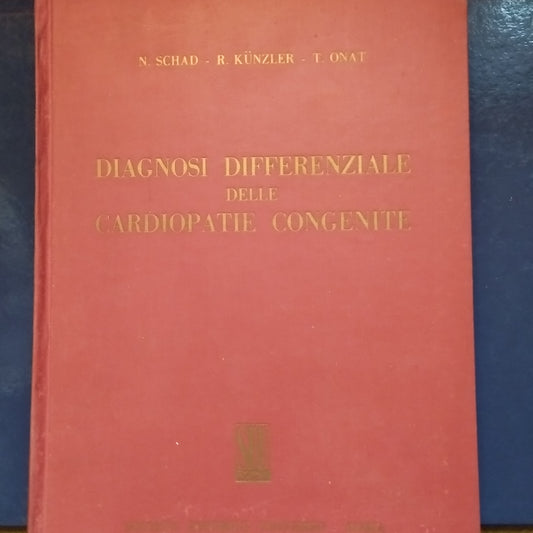 N. SCHAD - R. KÜNZLER - T. ONAT
DIAGNOSI DIFFERENZIALE
DELLE
CARDIOPATIE CONGENITE